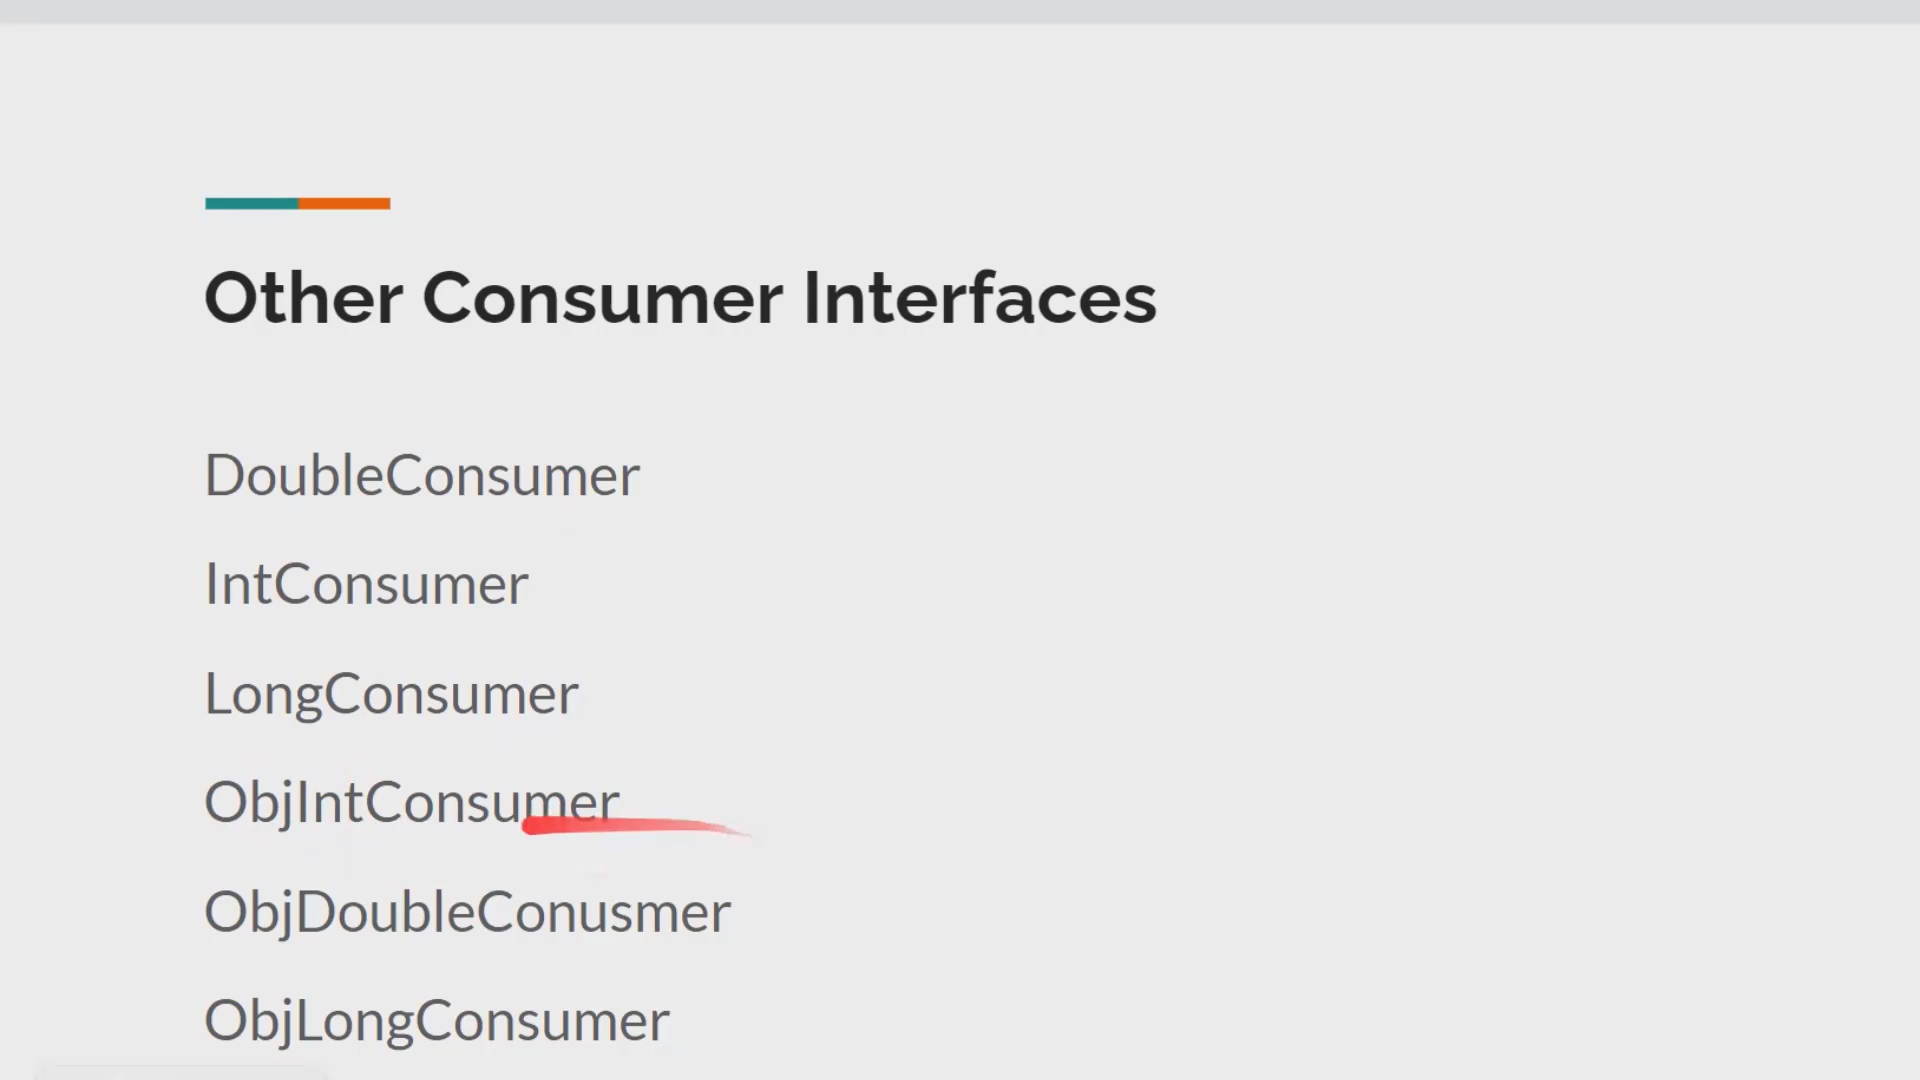 Other Consumer Interfaces
DoubleConsumer
IntConsumer
LongConsumer
ObjIntConsumer
ObjDoubleConusmer
ObjLongConsumer